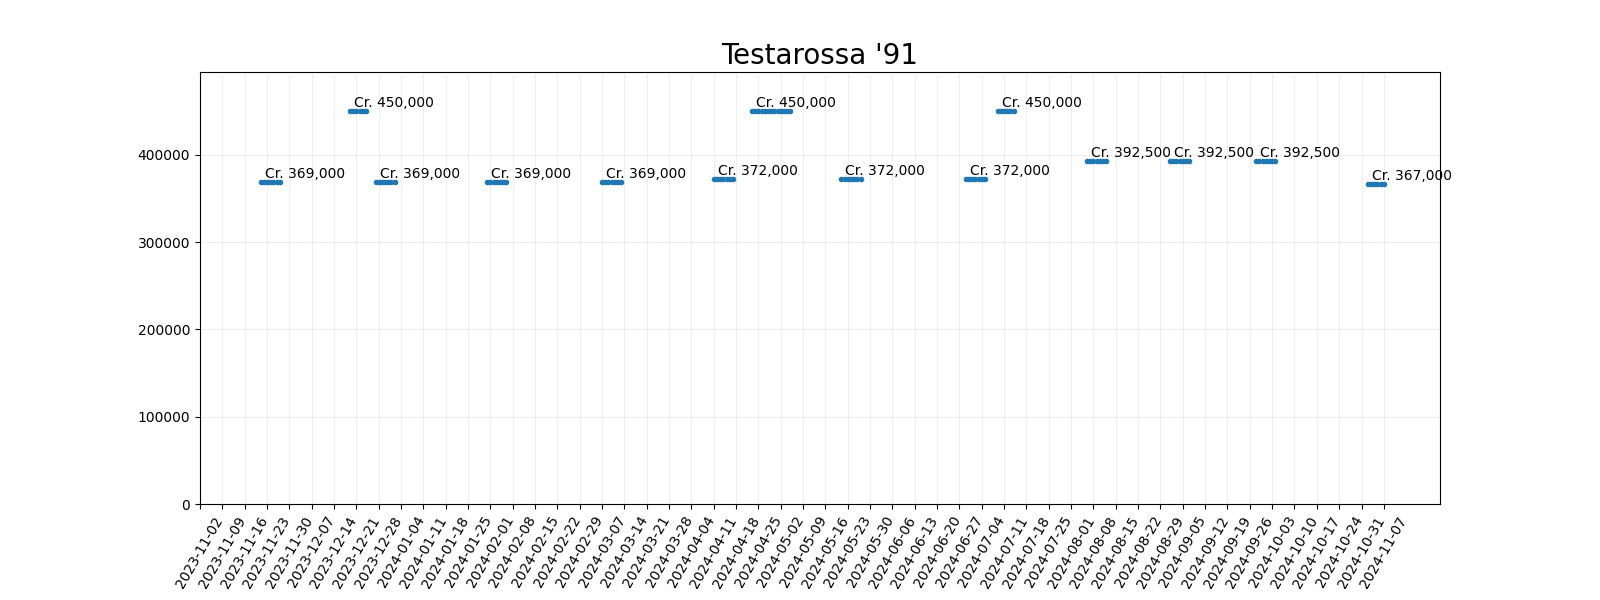 Testarossa '91
Cr. 450,000 Cr. 450,000 Cr. 450,000
400000
Cr. 392,500 Cr. 392,500 Cr. 392,500
Cr. 369,000 Cr. 369,000 Cr. 369,000 Cr. 369,000 Cr. 372,000 Cr. 372,000 Cr. 372,000 Cr. 367,000
300000
200000
100000
0
2023-11-02 2023-11-09 2023-11-16 2023-11-23 2023-11-30 2023-12-07 2023-12-14 2023-12-21 2023-12-28 2024-01-04 2024-01-11 2024-01-18 2024-01-25 2024-02-01 2024-02-08 2024-02-15 2024-02-22 2024-02-29 2024-03-07 2024-03-14 2024-03-21 2024-03-28 2024-04-04 2024-04-11 2024-04-18 2024-04-25 2024-05-02 2024-05-09 2024-05-16 2024-05-23 2024-05-30 2024-06-06 2024-06-13 2024-06-20 2024-06-27 2024-07-04 2024-07-11 2024-07-18 2024-07-25 2024-08-01 2024-08-08 2024-08-15 2024-08-22 2024-08-29 2024-09-05 2024-09-12 2024-09-19 2024-09-26 2024-10-03 2024-10-10 2024-10-17 2024-10-24 2024-10-31 2024-11-07